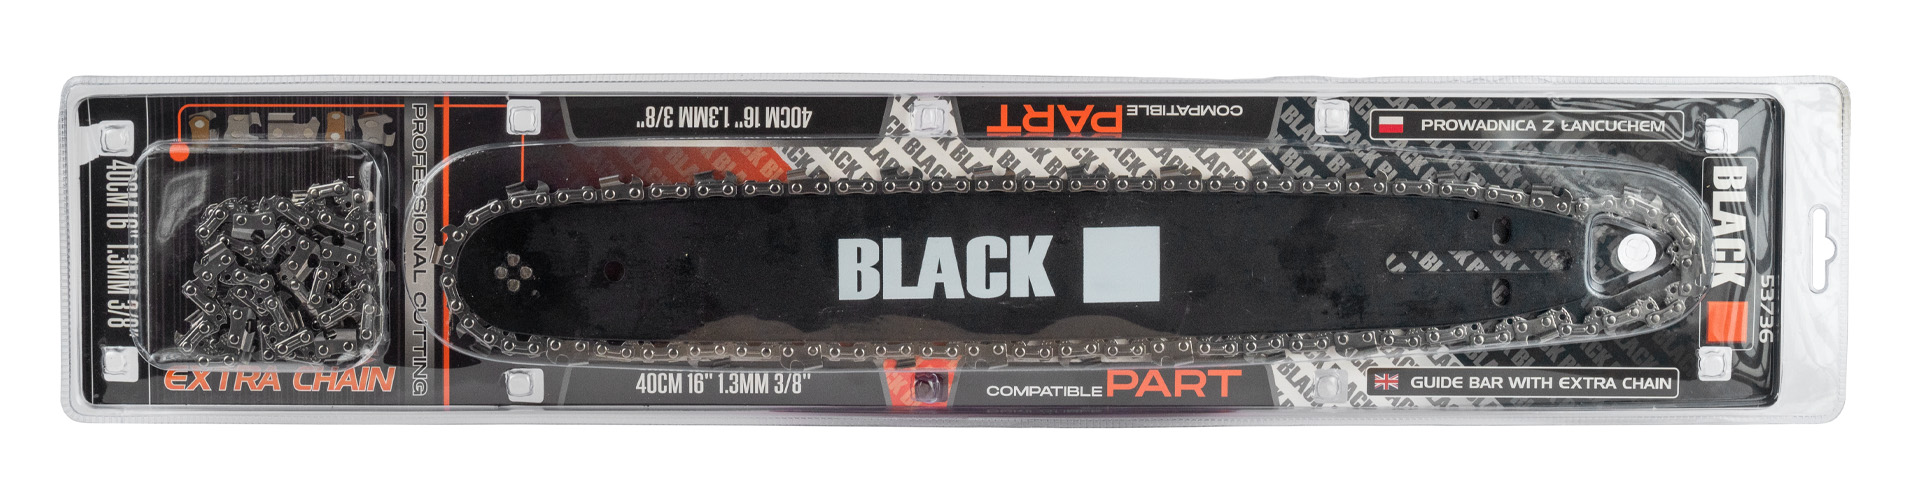 40CM 16" 1.3MM 3/8"
EXTRA CHAIN
PROFESSIONAL CUTTING
40CM 16" 1.3MM 3/8"
COMPATIBLE PART
PROWADNICA Z ŁAŃCUCHEM
BLACK
BLACK
53736
40CM 16" 1.3MM 3/8"
COMPATIBLE PART
GUIDE BAR WITH EXTRA CHAIN